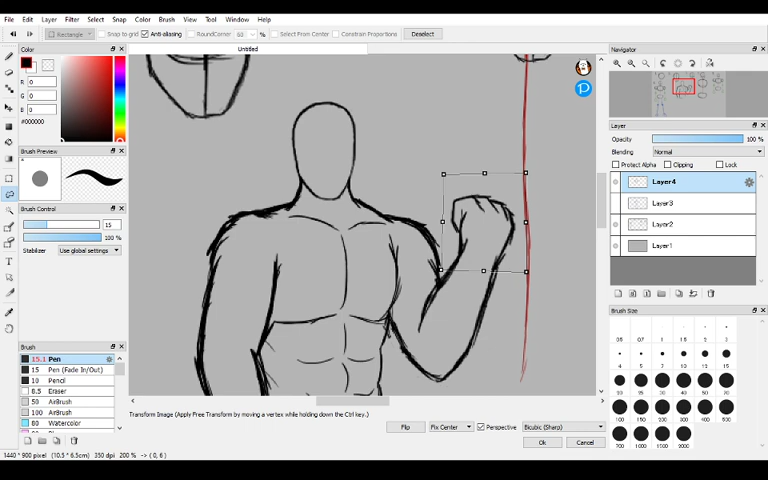 File Edit Layer Filter Select Snap Color Brush View Tool Window Help
Rectangle Snap to grid Anti-aliasing RoundCorner 50 % Select From Center Constrain Proportions Deselect
Color
Untitled
Navigator
R 0
G 0
B 0
#000000
Layer
Opacity 100 %
Blending Normal
Protect Alpha Clipping Lock
Brush Preview
Layer4
Layer3
Layer2
Layer1
Brush Control
15
100 %
Stabilizer Use global settings
Brush Size
Brush
15.1 Pen
15 Pen (Fade In/Out)
10 Pencil
8.5 Eraser
50 AirBrush
100 AirBrush
80 Watercolor
Transform Image (Apply Free Transform by moving a vertex while holding down the Ctrl key.)
Flip Fix Center Perspective Bicubic (Sharp)
Ok Cancel
1440 * 900 pixel (10.5 * 6.5cm) 350 dpi 200 % -> ( 0, 6 )